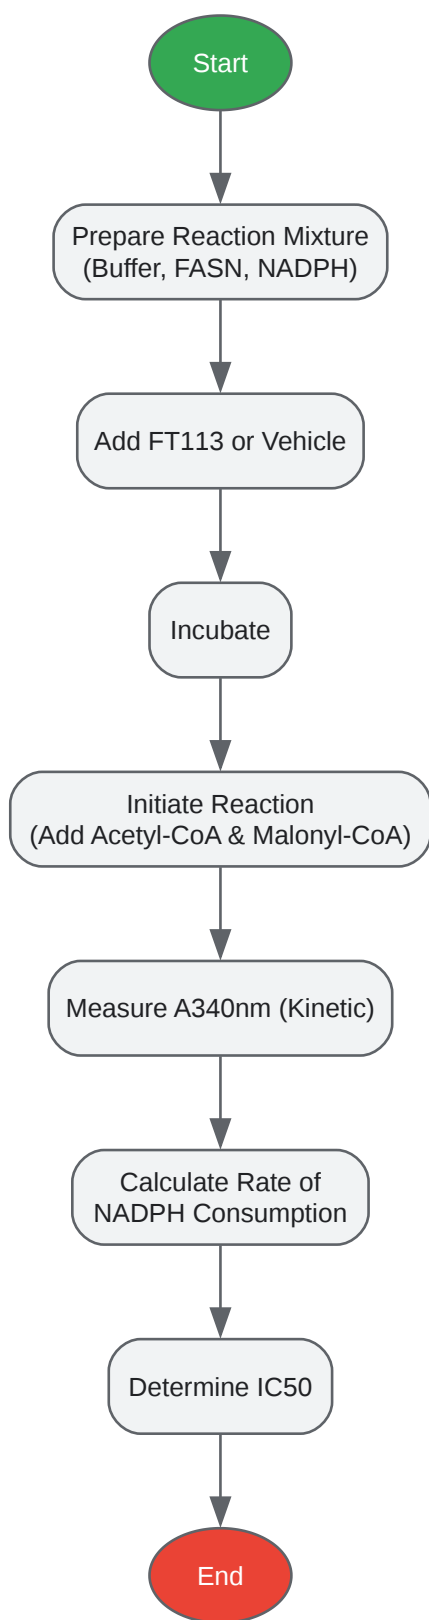 Start
Prepare Reaction Mixture
(Buffer, FASN, NADPH)
Add FT113 or Vehicle
Incubate
Initiate Reaction
(Add Acetyl-CoA & Malonyl-CoA)
Measure A340nm (Kinetic)
Calculate Rate of
NADPH Consumption
Determine IC50
End